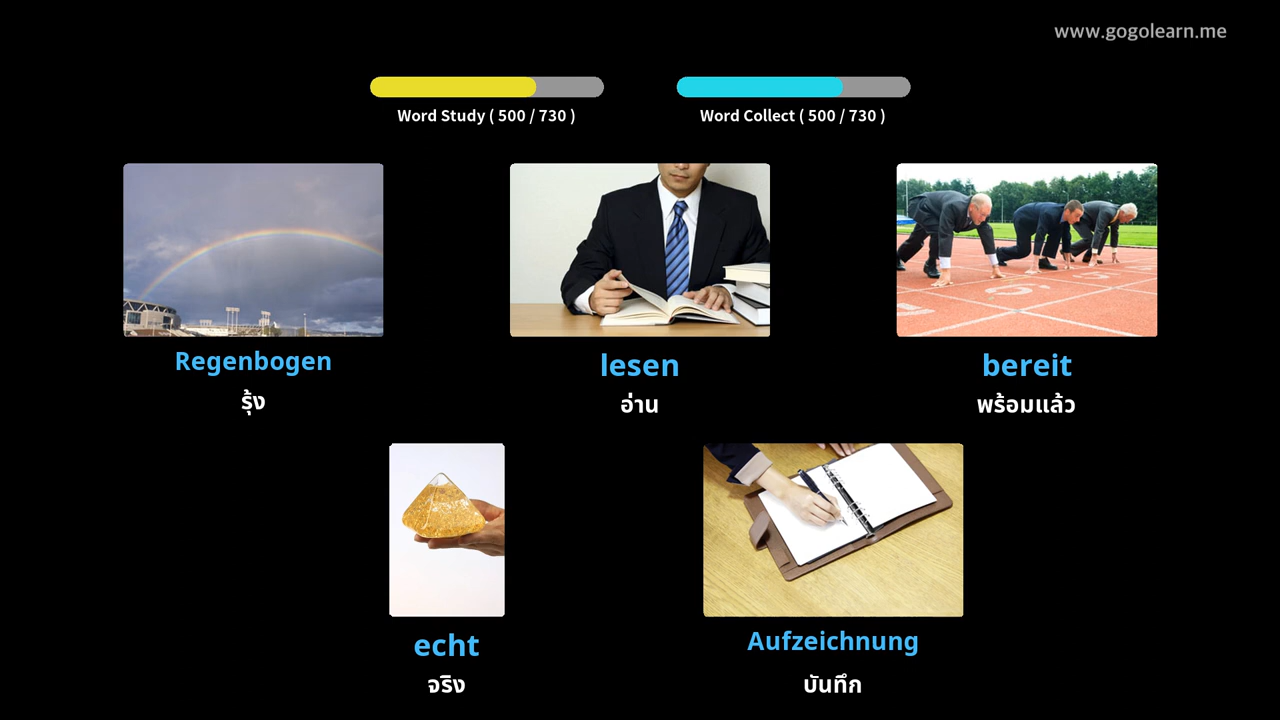 www.gogolearn.me
Word Study ( 500 / 730 )
Word Collect ( 500 / 730 )
Regenbogen
รุ้ง
lesen
อ่าน
bereit
พร้อมแล้ว
echt
จริง
Aufzeichnung
บันทึก